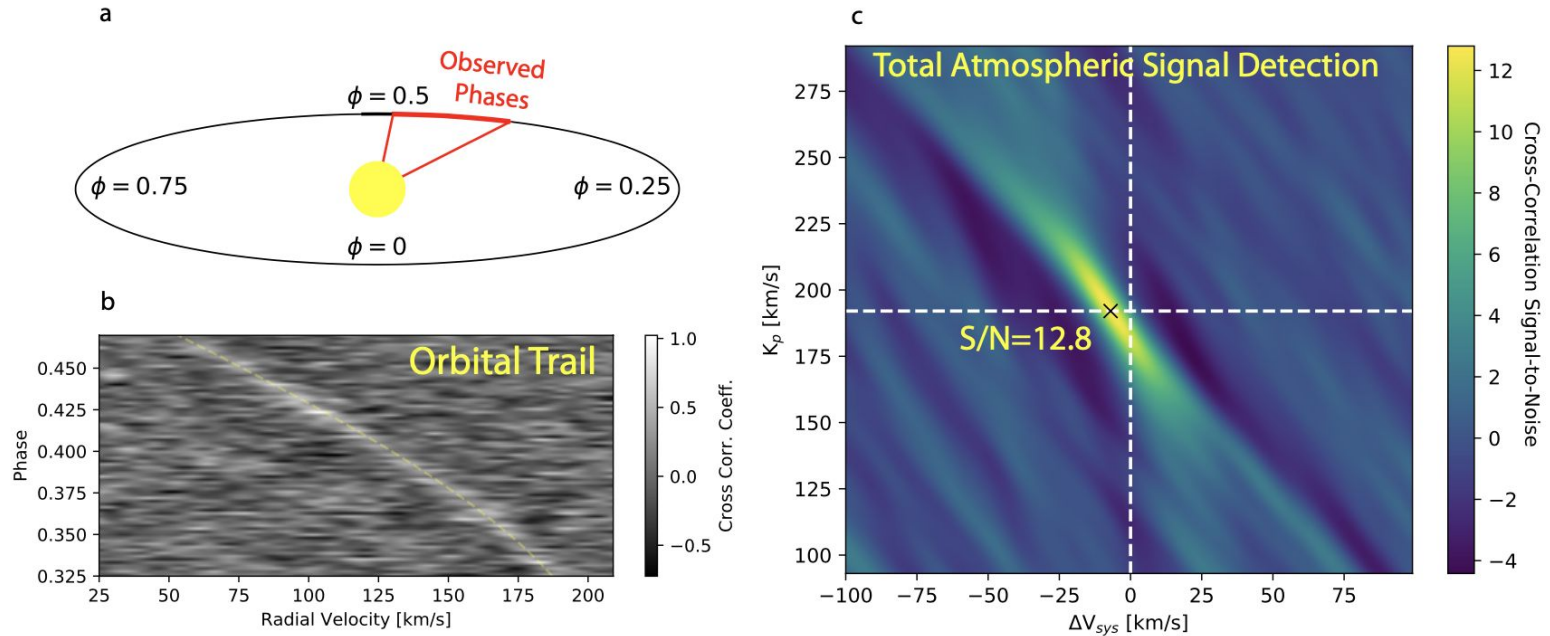 a
Observed
Phases
ϕ = 0.5
ϕ = 0.75
ϕ = 0.25
ϕ = 0
b
Orbital Trail
0.450
0.425
0.400
0.375
0.350
0.325
Phase
25 50 75 100 125 150 175 200
Radial Velocity [km/s]
1.0
0.5
0.0
−0.5
Cross Corr. Coeff.
c
Total Atmospheric Signal Detection
S/N=12.8
275
250
225
200
175
150
125
100
Kp [km/s]
−100 −75 −50 −25 0 25 50 75
ΔVsys [km/s]
12
10
8
6
4
2
0
−2
−4
Cross-Correlation Signal-to-Noise